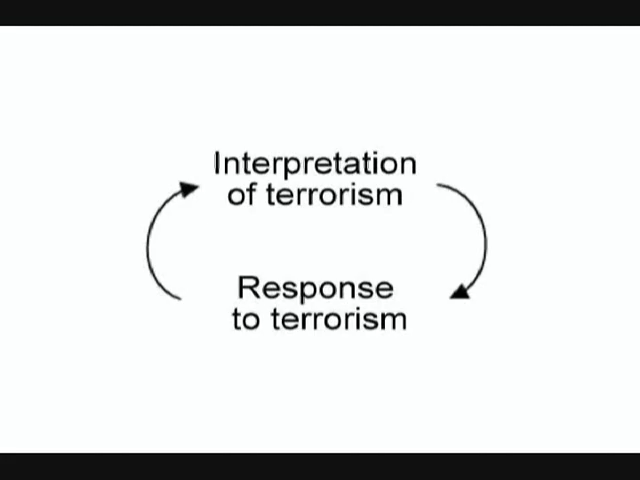 Interpretation
of terrorism
Response
to terrorism